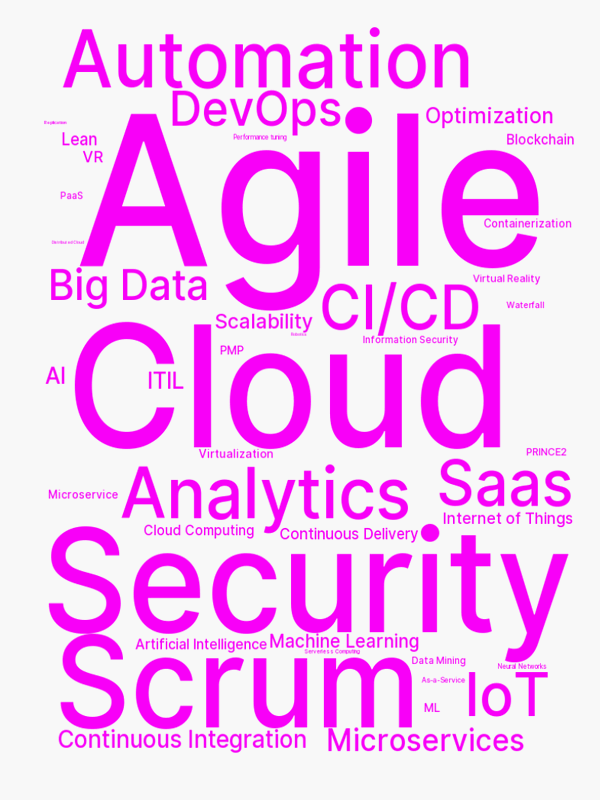 Automation
DevOps
Optimization
Agile
Performance tuning
Lean
Blockchain
VR
PaaS
Containerization
Big Data
Virtual Reality
CI/CD
Waterfall
Scalability
Information Security
Cloud
PMP
AI
ITIL
Virtualization
PRINCE2
Analytics
Saas
Microservice
Internet of Things
Cloud Computing
Continuous Delivery
Security
Artificial Intelligence
Machine Learning
Serverless Computing
Scrum
Data Mining
Neural Networks
As-a-Service
IoT
ML
Continuous Integration
Microservices